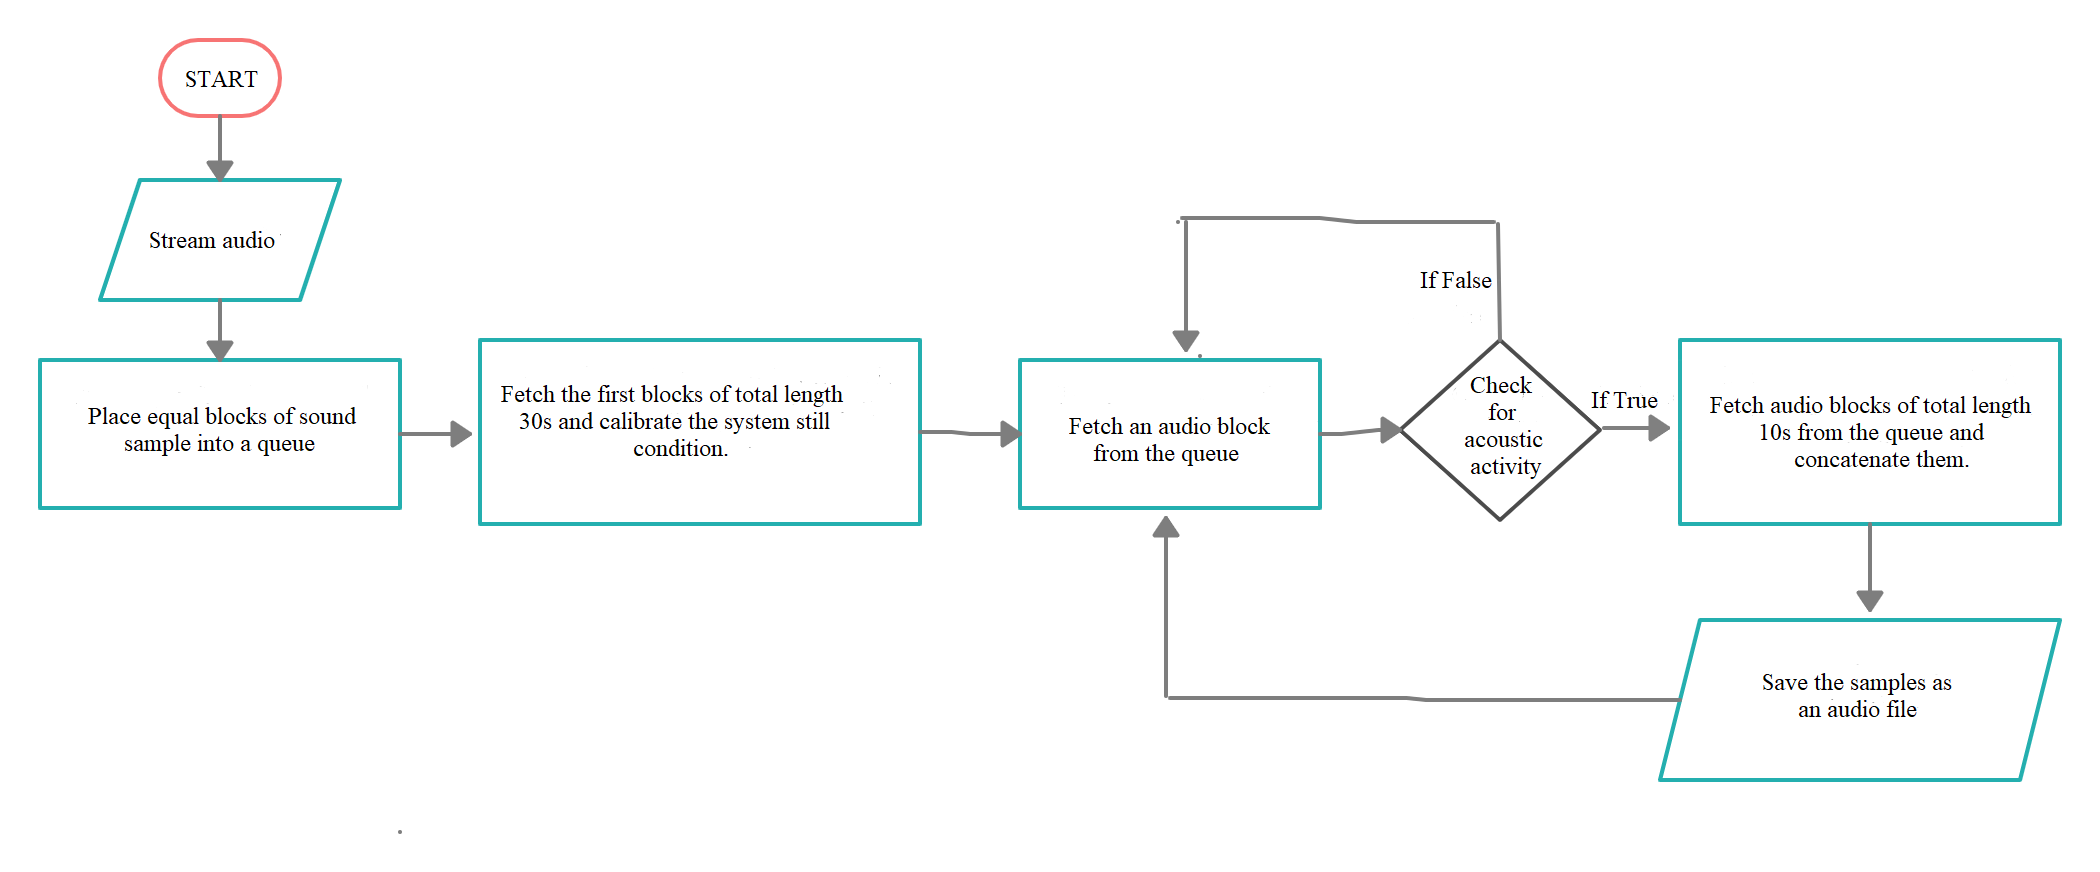 START
Stream audio
Place equal blocks of sound
sample into a queue
Fetch the first blocks of total length
30s and calibrate the system still
condition.
Fetch an audio block
from the queue
If False
Check
for
acoustic
activity
If True
Fetch audio blocks of total length
10s from the queue and
concatenate them.
Save the samples as
an audio file